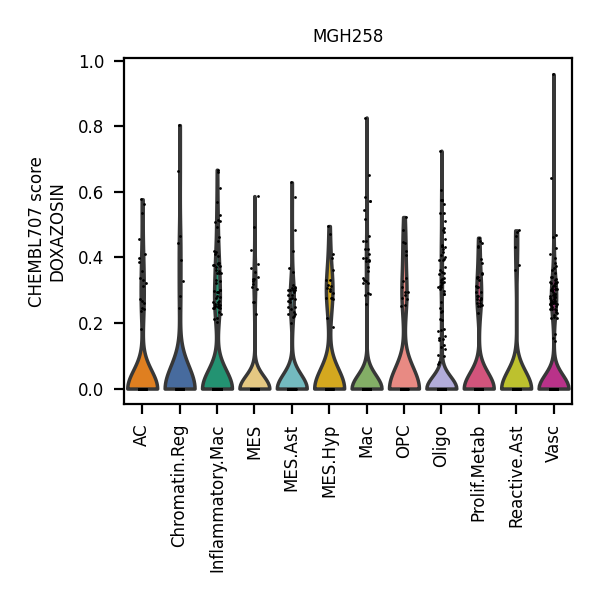 MGH258
CHEMBL707 score
DOXAZOSIN
1.0
0.8
0.6
0.4
0.2
0.0
AC
Chromatin.Reg
Inflammatory.Mac
MES
MES.Ast
MES.Hyp
Mac
OPC
Oligo
Prolif.Metab
Reactive.Ast
Vasc